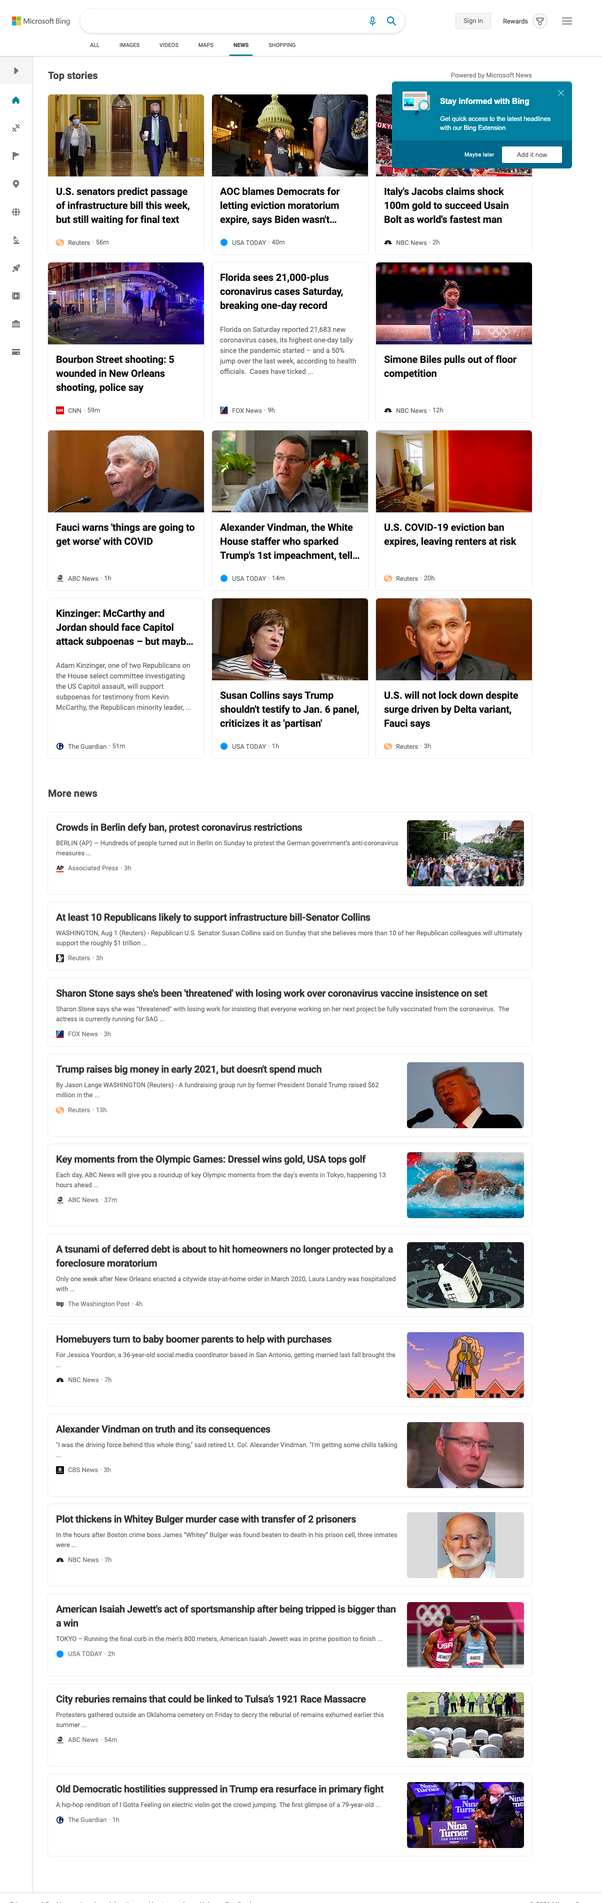 Microsoft Bing
Sign in
Rewards
ALL
IMAGES
VIDEOS
MAPS
NEWS
SHOPPING
Top stories
Powered by Microsoft News
Stay informed with Bing
Get quick access to the latest headlines
with our Bing Extension
Maybe later
Add it now
TOKYO
U.S. senators predict passage
of infrastructure bill this week,
but still waiting for final text
Reuters · 56m
AOC blames Democrats for
letting eviction moratorium
expire, says Biden wasn't...
USA TODAY · 40m
Italy's Jacobs claims shock
100m gold to succeed Usain
Bolt as world's fastest man
NBC News · 2h
Bourbon Street shooting: 5
wounded in New Orleans
shooting, police say
CNN · 59m
Florida sees 21,000-plus
coronavirus cases Saturday,
breaking one-day record
Florida on Saturday reported 21,683 new
coronavirus cases, its highest one-day tally
since the pandemic started – and a 50%
jump over the last week, according to health
officials. Cases have ticked ...
FOX News · 9h
Simone Biles pulls out of floor
competition
NBC News · 12h
Fauci warns 'things are going to
get worse' with COVID
ABC News · 1h
Alexander Vindman, the White
House staffer who sparked
Trump's 1st impeachment, tell...
USA TODAY · 14m
U.S. COVID-19 eviction ban
expires, leaving renters at risk
Reuters · 20h
Kinzinger: McCarthy and
Jordan should face Capitol
attack subpoenas – but mayb...
Adam Kinzinger, one of two Republicans on
the House select committee investigating
the US Capitol assault, will support
subpoenas for testimony from Kevin
McCarthy, the Republican minority leader, ...
The Guardian · 51m
Susan Collins says Trump
shouldn't testify to Jan. 6 panel,
criticizes it as 'partisan'
USA TODAY · 1h
U.S. will not lock down despite
surge driven by Delta variant,
Fauci says
Reuters · 3h
More news
Crowds in Berlin defy ban, protest coronavirus restrictions
BERLIN (AP) — Hundreds of people turned out in Berlin on Sunday to protest the German government's anti-coronavirus
measures ...
AP Associated Press · 3h
At least 10 Republicans likely to support infrastructure bill-Senator Collins
WASHINGTON, Aug 1 (Reuters) - Republican U.S. Senator Susan Collins said on Sunday that she believes more than 10 of her Republican colleagues will ultimately
support the roughly $1 trillion ...
Reuters · 3h
Sharon Stone says she's been 'threatened' with losing work over coronavirus vaccine insistence on set
Sharon Stone says she was "threatened" with losing work for insisting that everyone working on her next project be fully vaccinated from the coronavirus. The
actress is currently running for SAG ...
FOX News · 3h
Trump raises big money in early 2021, but doesn't spend much
By Jason Lange WASHINGTON (Reuters) - A fundraising group run by former President Donald Trump raised $62
million in the ...
Reuters · 13h
Key moments from the Olympic Games: Dressel wins gold, USA tops golf
Each day, ABC News will give you a roundup of key Olympic moments from the day's events in Tokyo, happening 13
hours ahead ...
ABC News · 37m
A tsunami of deferred debt is about to hit homeowners no longer protected by a
foreclosure moratorium
Only one week after New Orleans enacted a citywide stay-at-home order in March 2020, Laura Landry was hospitalized
with ...
wp The Washington Post · 4h
Homebuyers turn to baby boomer parents to help with purchases
For Jessica Yourdon, a 36-year-old social media coordinator based in San Antonio, getting married last fall brought the
...
NBC News · 7h
Alexander Vindman on truth and its consequences
"I was the driving force behind this whole thing," said retired Lt. Col. Alexander Vindman. "I'm getting some chills talking
...
CBS News · 3h
Plot thickens in Whitey Bulger murder case with transfer of 2 prisoners
In the hours after Boston crime boss James "Whitey" Bulger was found beaten to death in his prison cell, three inmates
were ...
NBC News · 7h
American Isaiah Jewett's act of sportsmanship after being tripped is bigger than
a win
TOKYO – Running the final curb in the men's 800 meters, American Isaiah Jewett was in prime position to finish ...
USA TODAY · 2h
USA
JEWETT
AMOS
City reburies remains that could be linked to Tulsa's 1921 Race Massacre
Protesters gathered outside an Oklahoma cemetery on Friday to decry the reburial of remains exhumed earlier this
summer ...
ABC News · 54m
Old Democratic hostilities suppressed in Trump era resurface in primary fight
A hip-hop rendition of I Gotta Feeling on electric violin got the crowd jumping. The first glimpse of a 79-year-old ...
The Guardian · 1h
Nina
Turner
Nina
Turner